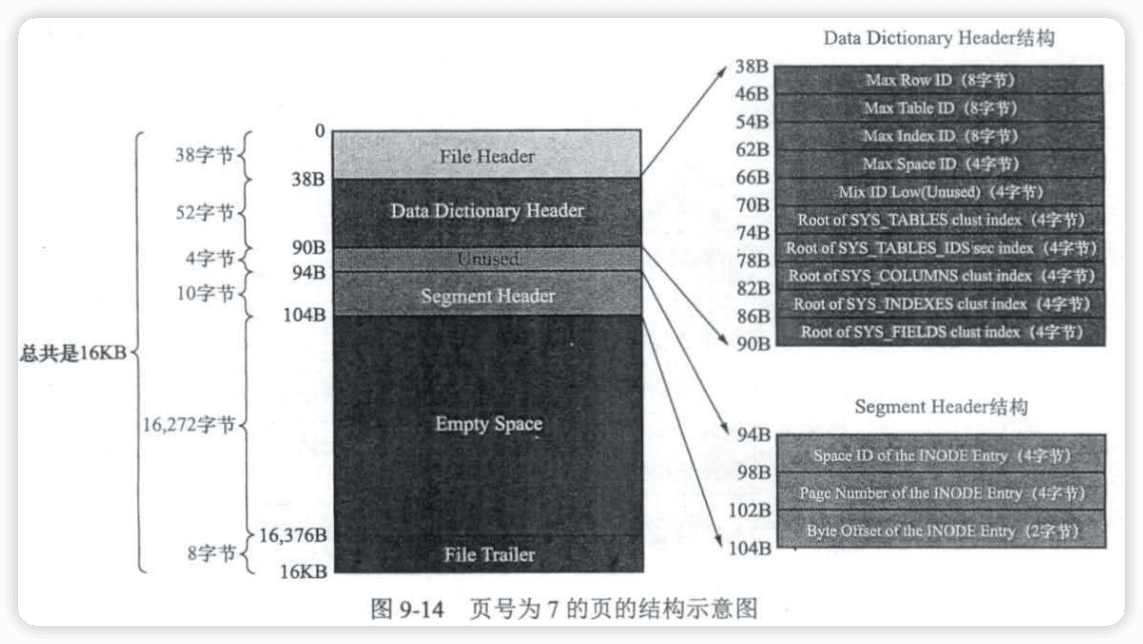 总共是16KB
38字节
52字节
4字节
10字节
16,272字节
8字节
0
38B
90B
94B
104B
16,376B
16KB
File Header
Data Dictionary Header
Unused
Segment Header
Empty Space
File Trailer
Data Dictionary Header结构
38B
Max Row ID（8字节）
46B
Max Table ID（8字节）
54B
Max Index ID（8字节）
62B
Max Space ID（4字节）
66B
Mix ID Low(Unused)（4字节）
70B
Root of SYS_TABLES clust index（4字节）
74B
Root of SYS_TABLES_IDS sec index（4字节）
78B
Root of SYS_COLUMNS clust index（4字节）
82B
Root of SYS_INDEXES clust index（4字节）
86B
Root of SYS_FIELDS clust index（4字节）
90B
Segment Header结构
94B
Space ID of the INODE Entry（4字节）
98B
Page Number of the INODE Entry（4字节）
102B
Byte Offset of the INODE Entry（2字节）
104B
图 9-14 页号为 7 的页的结构示意图